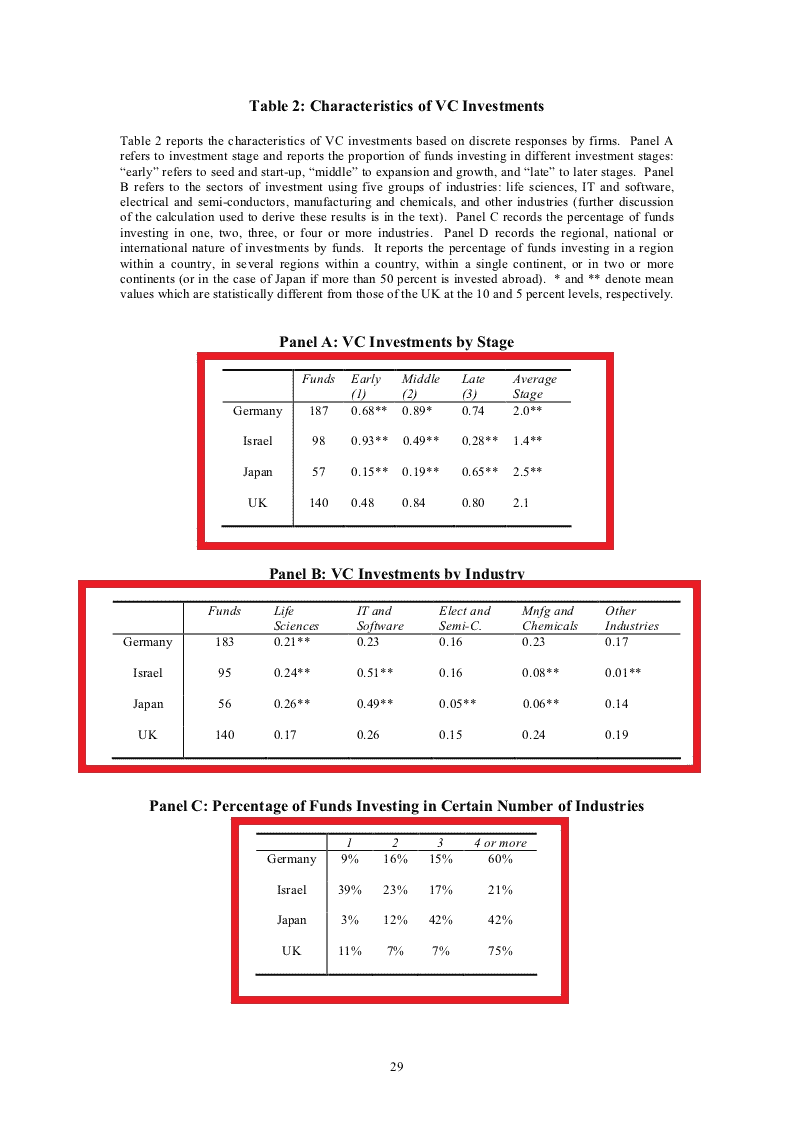 Table 2: Characteristics of VC Investments
Table 2 reports the characteristics of VC investments based on discrete responses by firms. Panel A
refers to investment stage and reports the proportion of funds investing in different investment stages:
“early” refers to seed and start-up, “middle” to expansion and growth, and “late” to later stages. Panel
B refers to the sectors of investment using five groups of industries: life sciences, IT and software,
electrical and semi-conductors, manufacturing and chemicals, and other industries (further discussion
of the calculation used to derive these results is in the text). Panel C records the percentage of funds
investing in one, two, three, or four or more industries. Panel D records the regional, national or
international nature of investments by funds. It reports the percentage of funds investing in a region
within a country, in several regions within a country, within a single continent, or in two or more
continents (or in the case of Japan if more than 50 percent is invested abroad). * and ** denote mean
values which are statistically different from those of the UK at the 10 and 5 percent levels, respectively.
Panel A: VC Investments by Stage
Funds Early Middle Late Average
(1) (2) (3) Stage
Germany 187 0.68** 0.89* 0.74 2.0**
Israel 98 0.93** 0.49** 0.28** 1.4**
Japan 57 0.15** 0.19** 0.65** 2.5**
UK 140 0.48 0.84 0.80 2.1
Panel B: VC Investments by Industry
Funds Life IT and Elect and Mnfg and Other
Sciences Software Semi-C. Chemicals Industries
Germany 183 0.21** 0.23 0.16 0.23 0.17
Israel 95 0.24** 0.51** 0.16 0.08** 0.01**
Japan 56 0.26** 0.49** 0.05** 0.06** 0.14
UK 140 0.17 0.26 0.15 0.24 0.19
Panel C: Percentage of Funds Investing in Certain Number of Industries
1 2 3 4 or more
Germany 9% 16% 15% 60%
Israel 39% 23% 17% 21%
Japan 3% 12% 42% 42%
UK 11% 7% 7% 75%
29